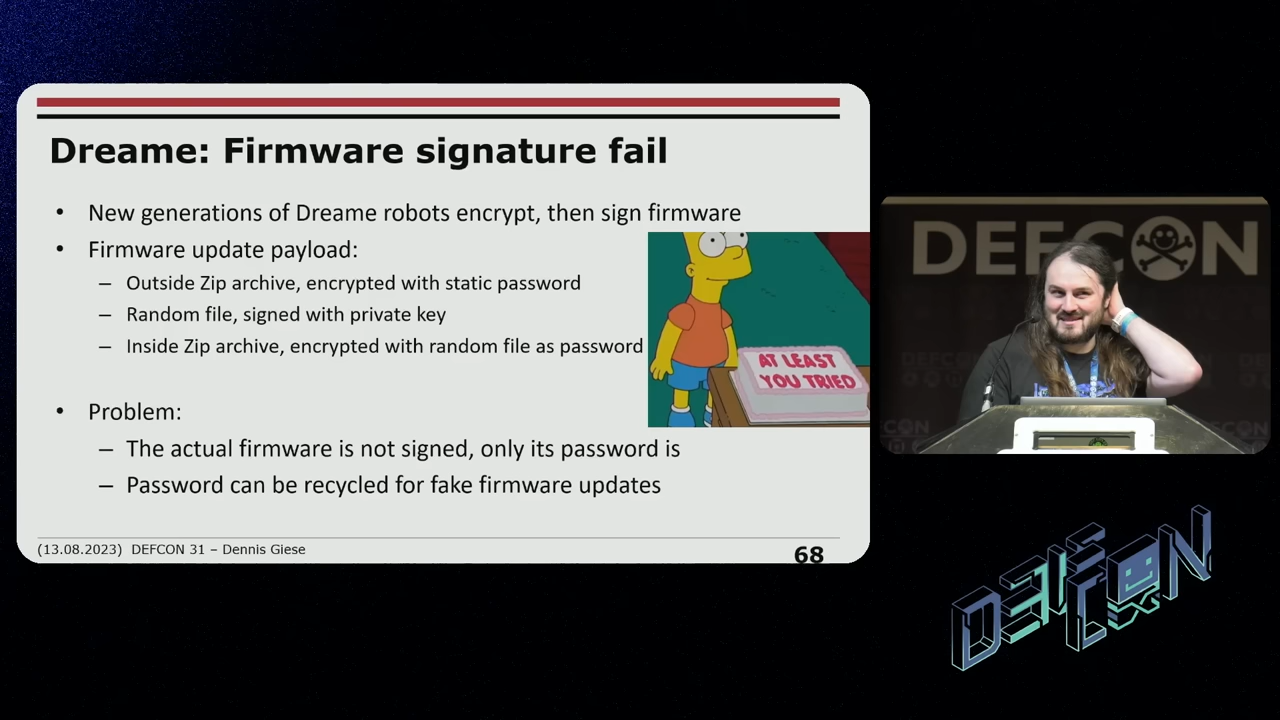 Dreame: Firmware signature fail
• New generations of Dreame robots encrypt, then sign firmware
• Firmware update payload:
– Outside Zip archive, encrypted with static password
– Random file, signed with private key
– Inside Zip archive, encrypted with random file as password
AT LEAST
YOU TRIED
• Problem:
– The actual firmware is not signed, only its password is
– Password can be recycled for fake firmware updates
(13.08.2023) DEFCON 31 – Dennis Giese
68
DEFCON
DEFCON
DEFCON